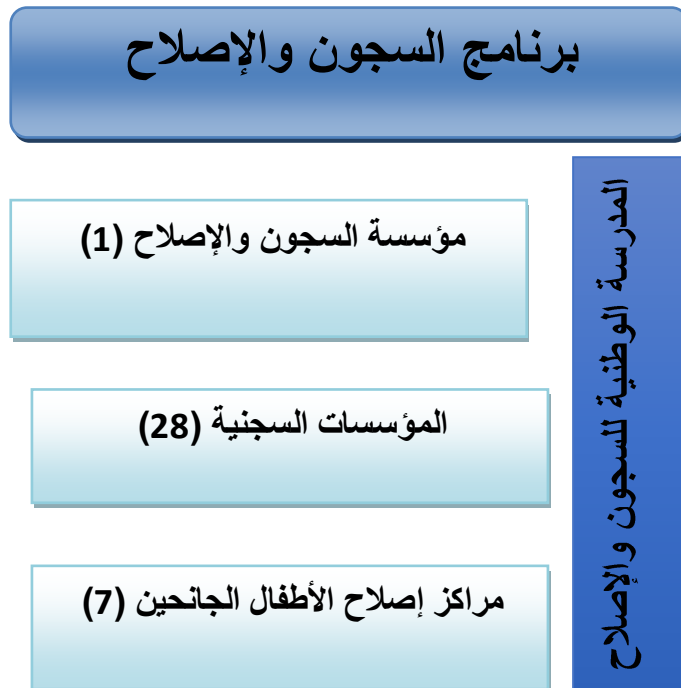 برنامج السجون والإصلاح
المدرسة الوطنية للسجون والإصلاح
مؤسسة السجون والإصلاح (1)
المؤسسات السجنية (28)
مراكز إصلاح الأطفال الجانحين (7)